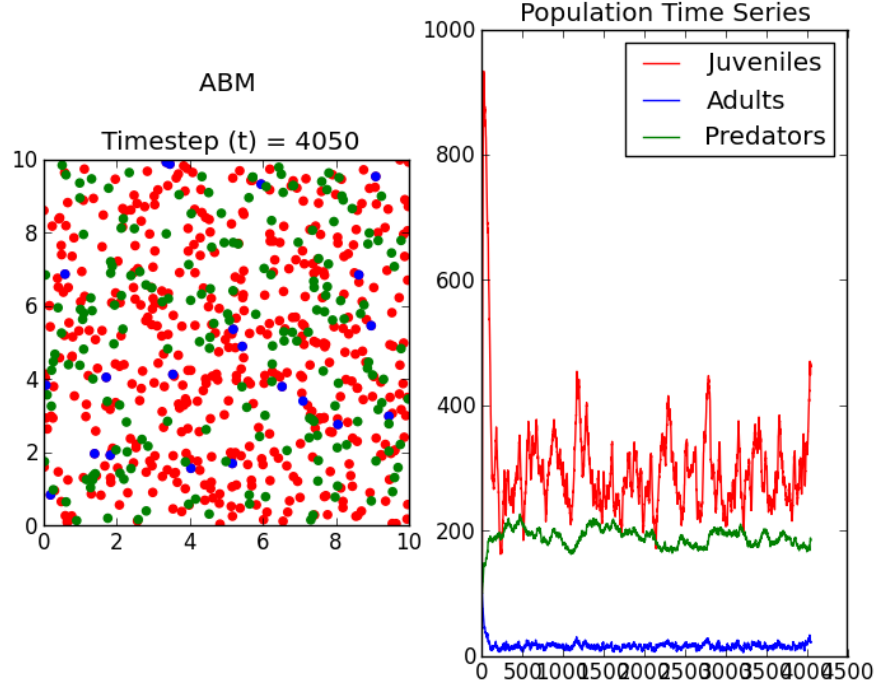 ABM
Timestep (t) = 4050
10
8
6
4
2
0
0 2 4 6 8 10
Population Time Series
1000
800
600
400
200
0
0 500 1000 1500 2000 2500 3000 3500 4000 4500
Juveniles
Adults
Predators